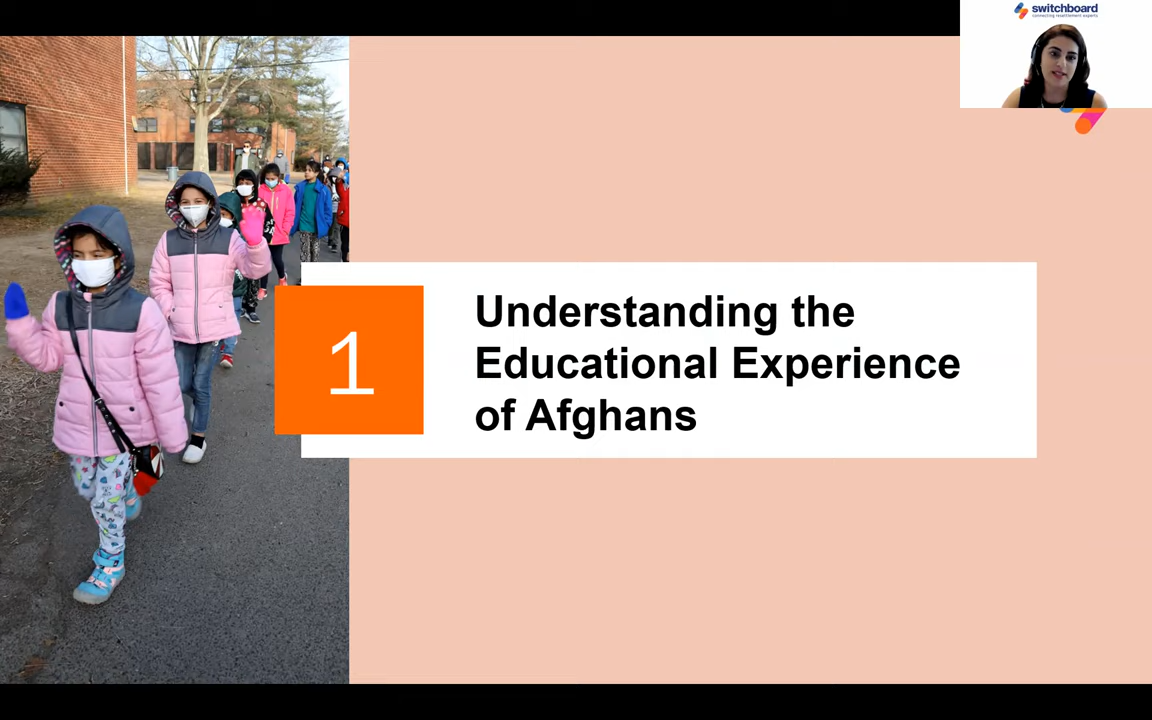 switchboard
connecting resettlement experts
1
Understanding the
Educational Experience
of Afghans